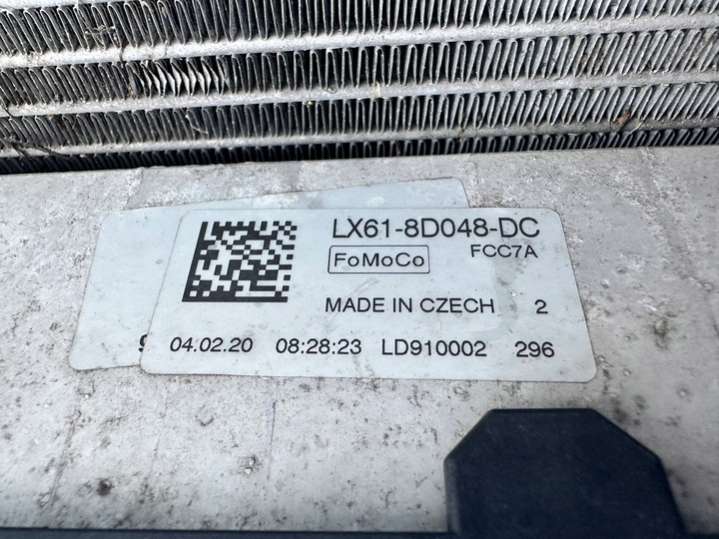 LX61-8D048-DC
FoMoCo FCC7A
MADE IN CZECH 2
04.02.20 08:28:23 LD910002 296